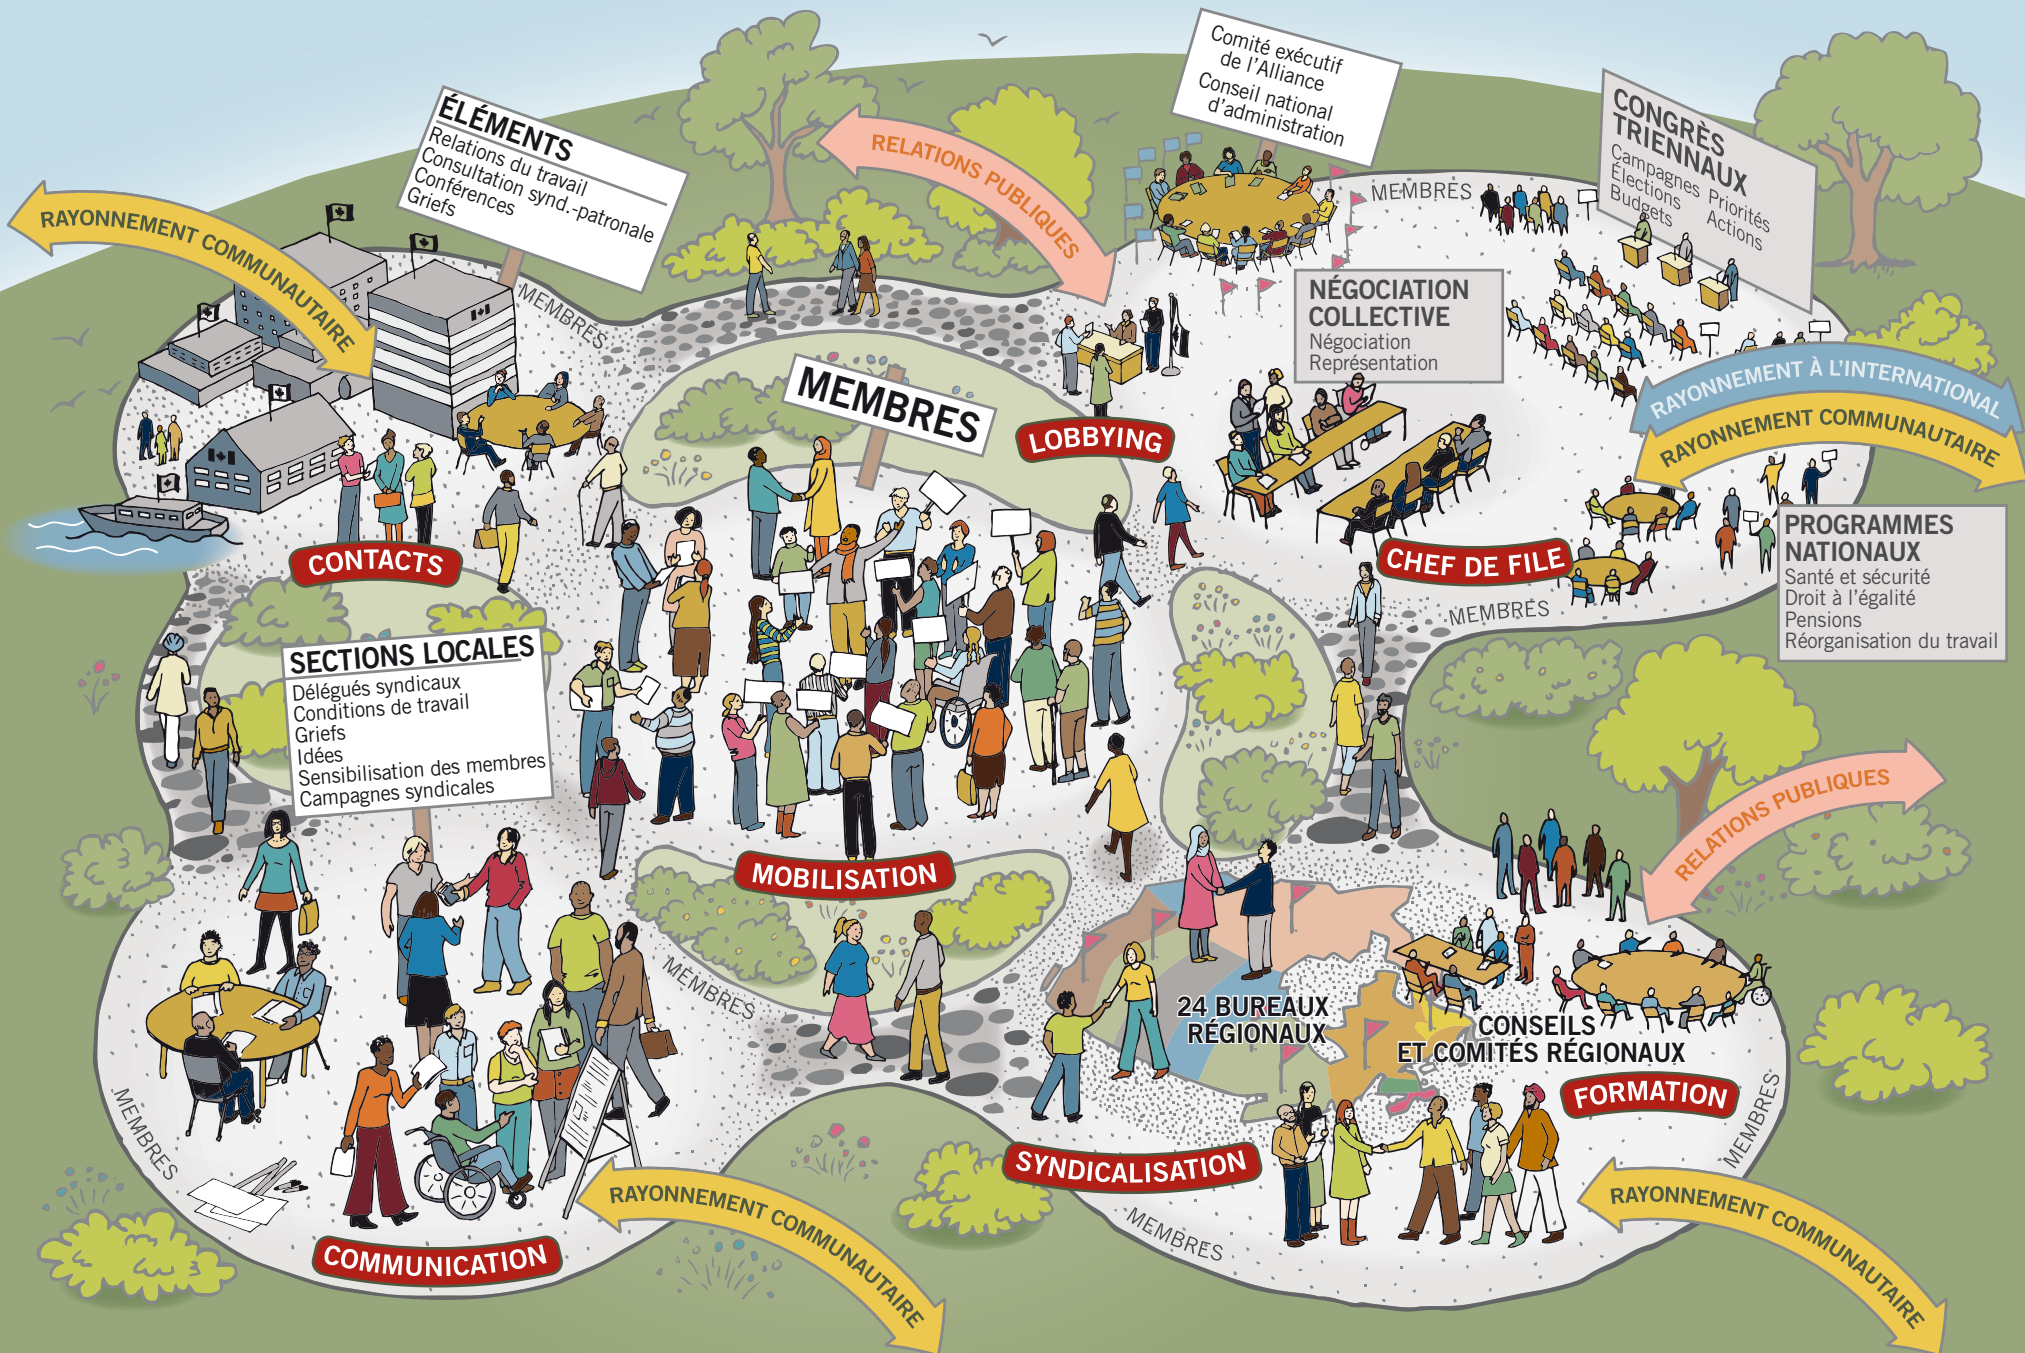 Comité exécutif
de l'Alliance
Conseil national
d'administration
CONGRÈS
TRIENNAUX
Campagnes Priorités
Élections Actions
Budgets
ÉLÉMENTS
Relations du travail
Consultation synd.-patronale
Conférences
Griefs
RELATIONS PUBLIQUES
MEMBRES
RAYONNEMENT COMMUNAUTAIRE
MEMBRES
NÉGOCIATION
COLLECTIVE
Négociation
Représentation
MEMBRES
LOBBYING
RAYONNEMENT À L'INTERNATIONAL
RAYONNEMENT COMMUNAUTAIRE
CONTACTS
CHEF DE FILE
PROGRAMMES
NATIONAUX
Santé et sécurité
Droit à l'égalité
Pensions
Réorganisation du travail
MEMBRES
SECTIONS LOCALES
Délégués syndicaux
Conditions de travail
Griefs
Idées
Sensibilisation des membres
Campagnes syndicales
RELATIONS PUBLIQUES
MOBILISATION
MEMBRES
24 BUREAUX
RÉGIONAUX
CONSEILS
ET COMITÉS RÉGIONAUX
FORMATION
MEMBRES
MEMBRES
SYNDICALISATION
RAYONNEMENT COMMUNAUTAIRE
RAYONNEMENT COMMUNAUTAIRE
MEMBRES
COMMUNICATION